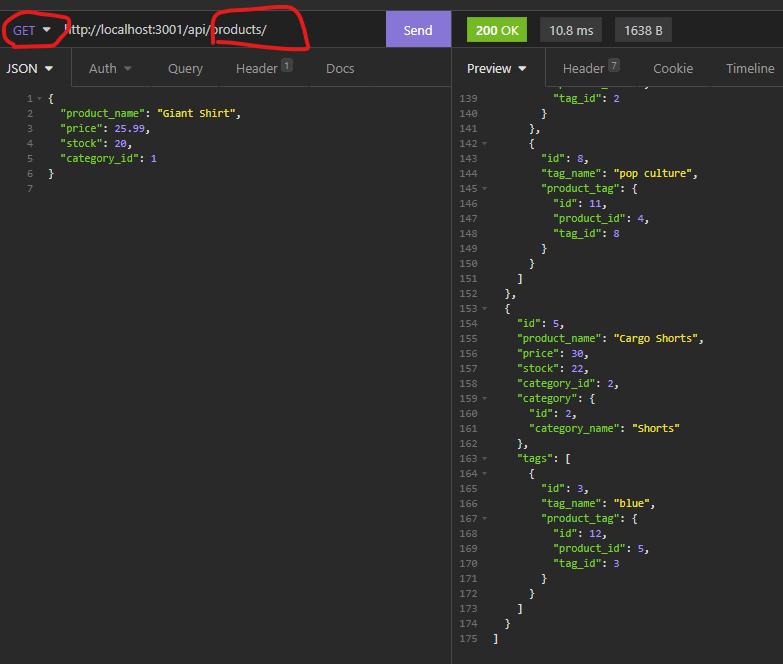 GET http://localhost:3001/api/products/ Send 200 OK 10.8 ms 1638 B
JSON Auth Query Header 1 Docs Preview Header 7 Cookie Timeline
1 {
2 "product_name": "Giant Shirt",
3 "price": 25.99,
4 "stock": 20,
5 "category_id": 1
6 }
7
139 "tag_id": 2
140 }
141 },
142 {
143 "id": 8,
144 "tag_name": "pop culture",
145 "product_tag": {
146 "id": 11,
147 "product_id": 4,
148 "tag_id": 8
149 }
150 }
151 ]
152 },
153 {
154 "id": 5,
155 "product_name": "Cargo Shorts",
156 "price": 30,
157 "stock": 22,
158 "category_id": 2,
159 "category": {
160 "id": 2,
161 "category_name": "Shorts"
162 },
163 "tags": [
164 {
165 "id": 3,
166 "tag_name": "blue",
167 "product_tag": {
168 "id": 12,
169 "product_id": 5,
170 "tag_id": 3
171 }
172 }
173 ]
174 }
175 ]